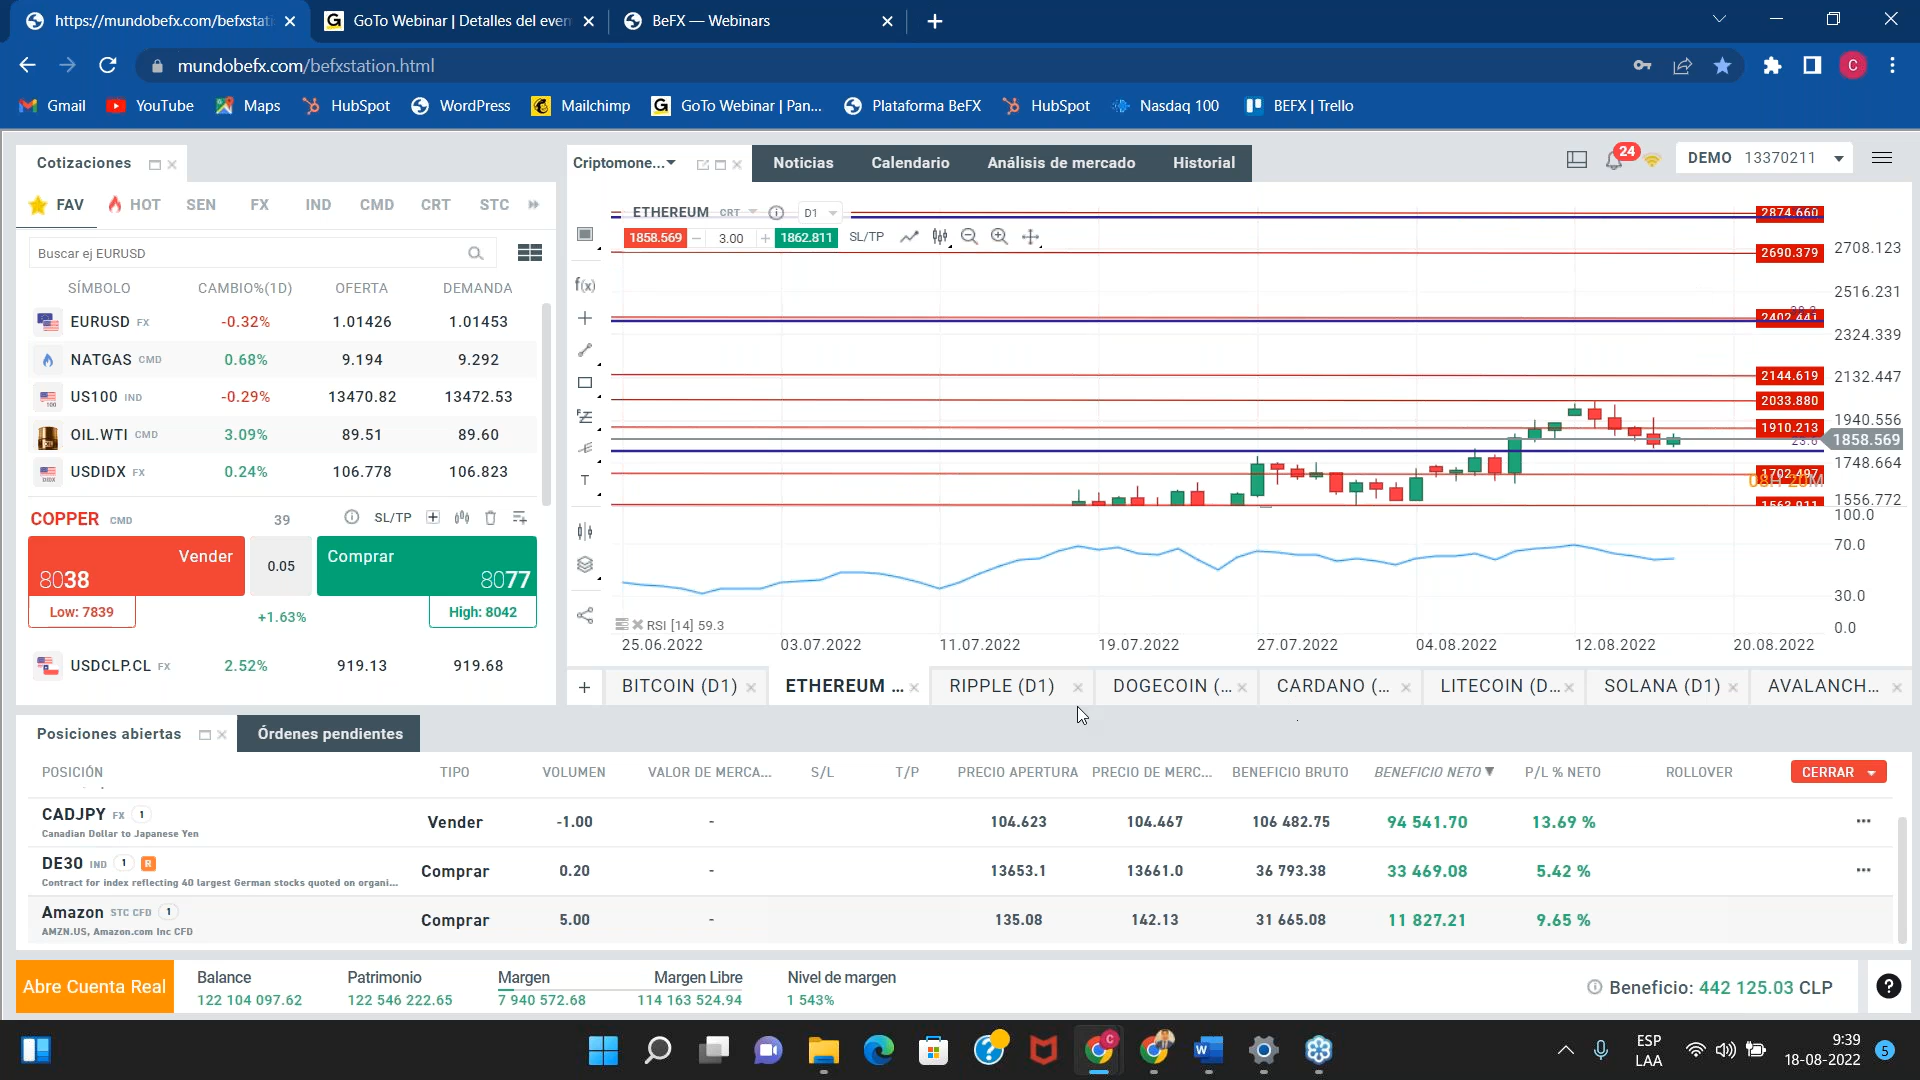 https://mundobefx.com/befxstati
GoTo Webinar | Detalles del even
BeFX — Webinars
mundobefx.com/befxstation.html
C
Gmail
YouTube
Maps
HubSpot
WordPress
Mailchimp
GoTo Webinar | Pan...
Plataforma BeFX
HubSpot
Nasdaq 100
BEFX | Trello
Cotizaciones
Criptomone...
Noticias
Calendario
Análisis de mercado
Historial
24
DEMO 13370211
FAV HOT SEN FX IND CMD CRT STC
Buscar ej EURUSD
SÍMBOLO CAMBIO%(1D) OFERTA DEMANDA
EURUSD FX -0.32% 1.01426 1.01453
NATGAS CMD 0.68% 9.194 9.292
US100 IND -0.29% 13470.82 13472.53
OIL.WTI CMD 3.09% 89.51 89.60
USDIDX FX 0.24% 106.778 106.823
COPPER CMD 39 SL/TP
Vender 8038
0.05
Comprar 8077
Low: 7839
+1.63%
High: 8042
USDCLP.CL FX 2.52% 919.13 919.68
ETHEREUM CRT D1
1858.569 3.00 1862.811 SL/TP
f(x)
T
2874.660
2708.123
2690.379
2516.231
2402.441
2324.339
2144.619
2132.447
2033.880
1940.556
1910.213
23.6
1858.569
1748.664
1702.497
08H 20M
1556.772
1563.911
100.0
70.0
30.0
0.0
RSI [14] 59.3
25.06.2022 03.07.2022 11.07.2022 19.07.2022 27.07.2022 04.08.2022 12.08.2022 20.08.2022
BITCOIN (D1) ETHEREUM ... RIPPLE (D1) DOGECOIN (... CARDANO (... LITECOIN (D... SOLANA (D1) AVALANCH...
Posiciones abiertas
Órdenes pendientes
POSICIÓN TIPO VOLUMEN VALOR DE MERCA... S/L T/P PRECIO APERTURA PRECIO DE MERC... BENEFICIO BRUTO BENEFICIO NETO P/L % NETO ROLLOVER CERRAR
CADJPY FX 1 Vender -1.00 - 104.623 104.467 106 482.75 94 541.70 13.69 %
Canadian Dollar to Japanese Yen
DE30 IND 1 R Comprar 0.20 - 13653.1 13661.0 36 793.38 33 469.08 5.42 %
Contract for index reflecting 40 largest German stocks quoted on organi...
Amazon STC CFD 1 Comprar 5.00 - 135.08 142.13 31 665.08 11 827.21 9.65 %
AMZN.US, Amazon.com Inc CFD
Abre Cuenta Real
Balance Patrimonio Margen Margen Libre Nivel de margen
122 104 097.62 122 546 222.65 7 940 572.68 114 163 524.94 1 543%
Beneficio: 442 125.03 CLP
ESP
LAA
9:39
18-08-2022
5